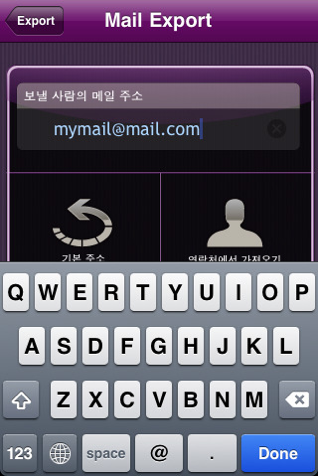 Export
Mail Export
보낼 사람의 메일 주소
mymail@mail.com
기본 주소
연락처에서 가져오기
Q W E R T Y U I O P
A S D F G H J K L
Z X C V B N M
123 space @ . Done